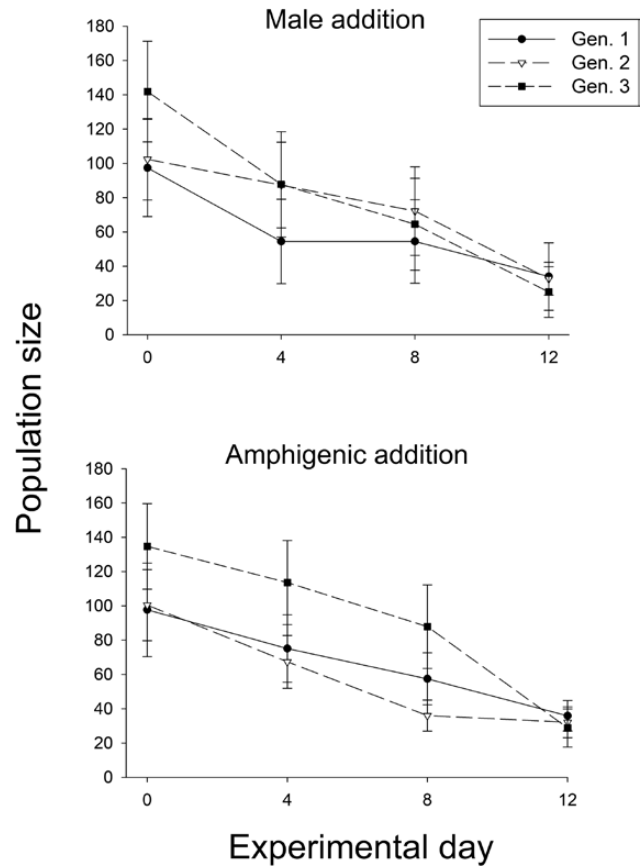 Male addition
Gen. 1
Gen. 2
Gen. 3
180
160
140
120
100
80
60
40
20
0
0 4 8 12
Population size
Amphigenic addition
180
160
140
120
100
80
60
40
20
0
0 4 8 12
Experimental day